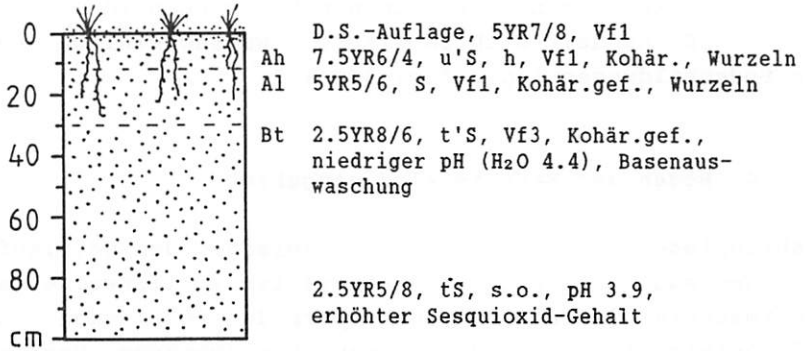 0
20
40
60
80
cm
D.S.-Auflage, 5YR7/8, Vf1
Ah 7.5YR6/4, u'S, h, Vf1, Kohär., Wurzeln
Al 5YR5/6, S, Vf1, Kohär.gef., Wurzeln
Bt 2.5YR8/6, t'S, Vf3, Kohär.gef.,
niedriger pH (H₂O 4.4), Basenaus-
waschung
2.5YR5/8, ṫS, s.o., pH 3.9,
erhöhter Sesquioxid-Gehalt